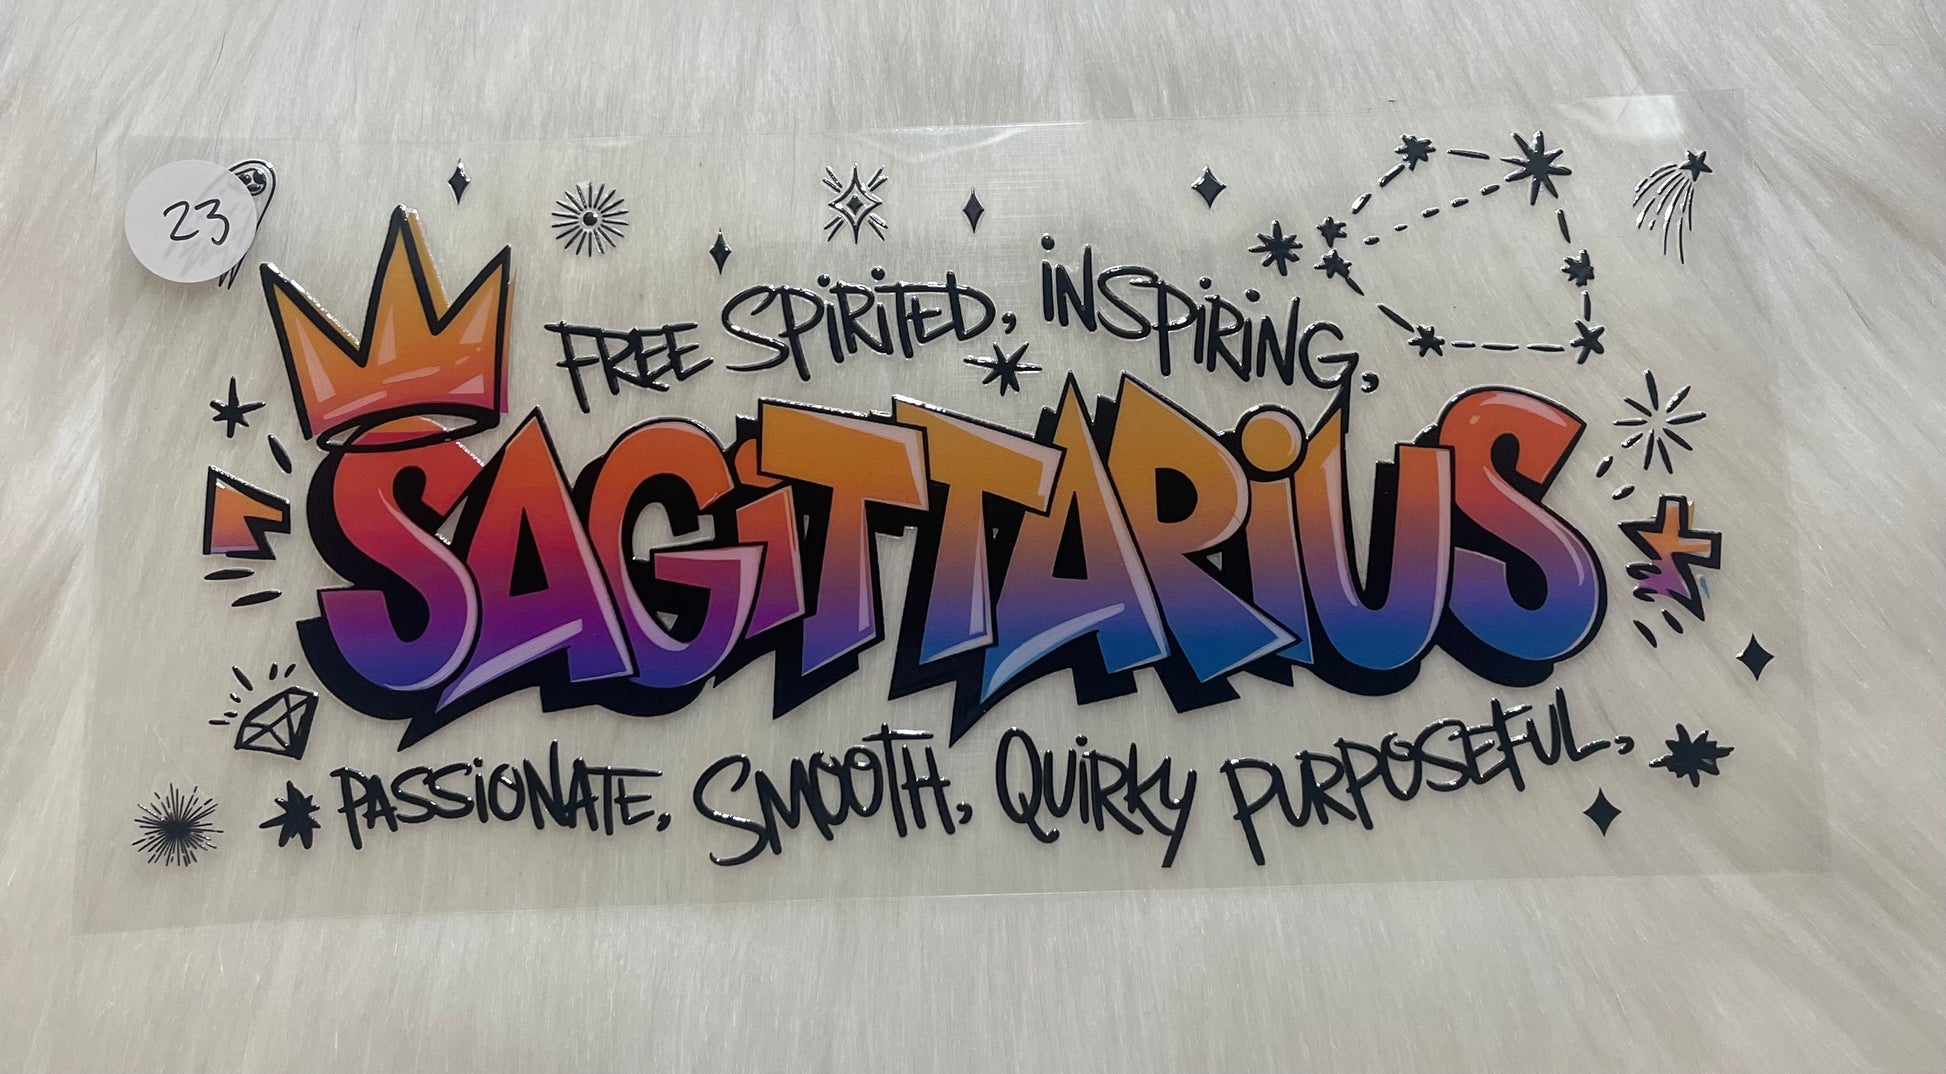 23
FREE SPiRiTED, iNSPiRiNG,
SAGiTTARiUS
PASSiONATE, SMOOTH, QUiRKY PURPOSEFUL,